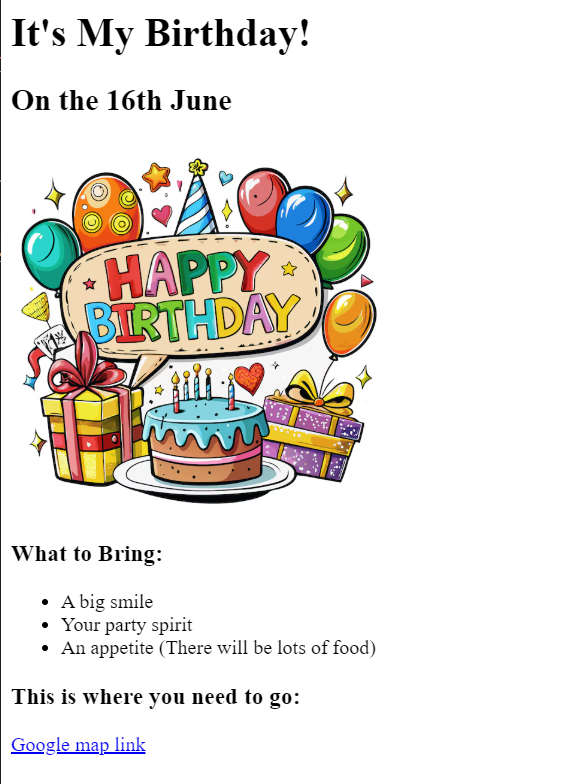 It's My Birthday!
On the 16th June
HAPPY
BIRTHDAY
What to Bring:
A big smile
Your party spirit
An appetite (There will be lots of food)
This is where you need to go:
Google map link